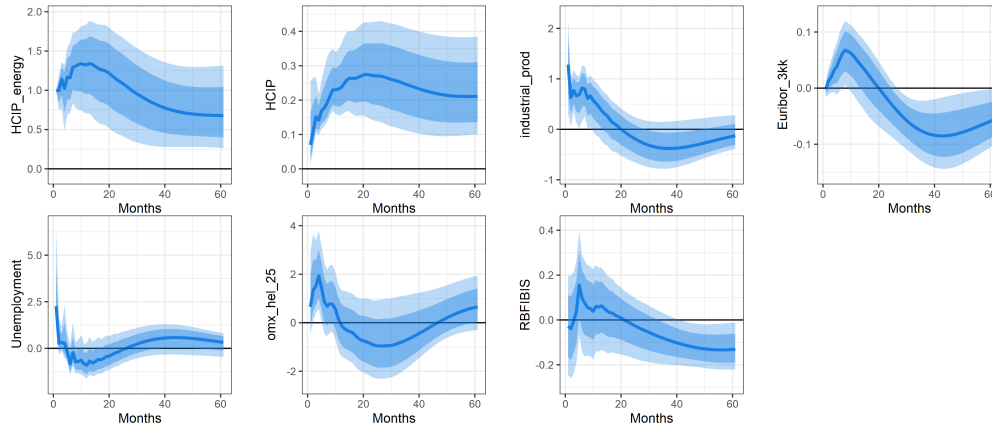 HCIP_energy
2.0
1.5
1.0
0.5
0.0
0 20 40 60
Months
HCIP
0.4
0.3
0.2
0.1
0.0
0 20 40 60
Months
industrial_prod
2
1
0
-1
0 20 40 60
Months
Euribor_3kk
0.1
0.0
-0.1
0 20 40 60
Months
Unemployment
5.0
2.5
0.0
0 20 40 60
Months
omx_hel_25
4
2
0
-2
0 20 40 60
Months
RBFIBIS
0.4
0.2
0.0
-0.2
0 20 40 60
Months